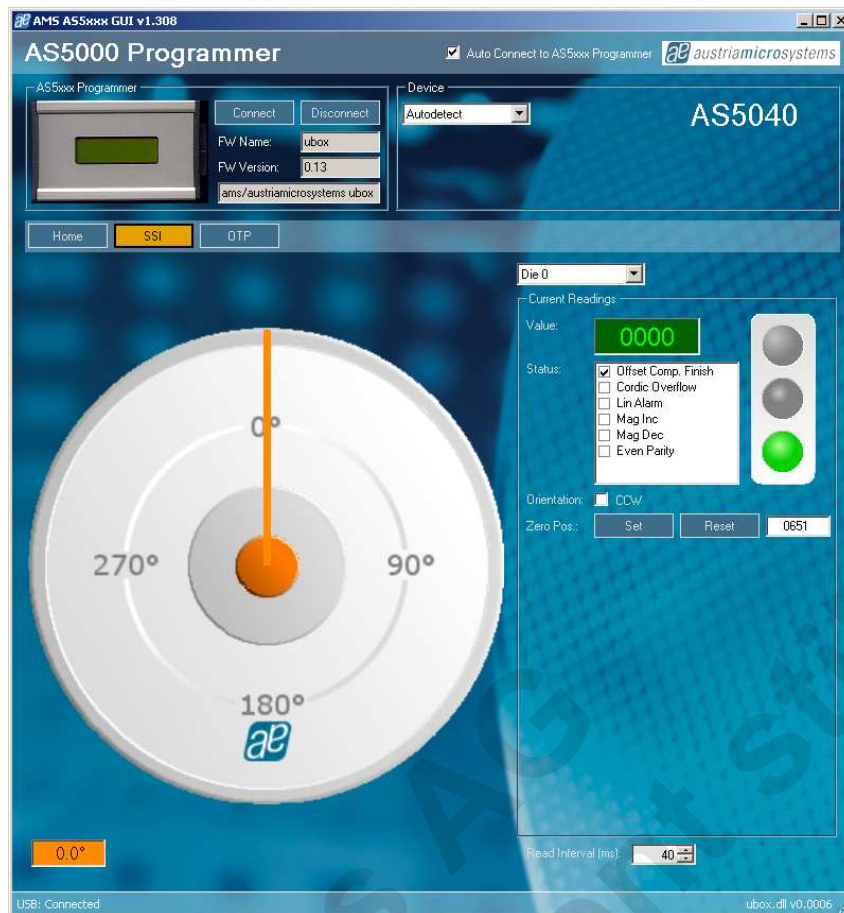 AMS AS5xxx GUI v1.308
AS5000 Programmer
Auto Connect to AS5xxx Programmer
austriamicrosystems
AS5xxx Programmer
Connect Disconnect
FW Name: ubox
FW Version: 0.13
ams/austriamicrosystems ubox
Device
Autodetect
AS5040
Home SSI OTP
Die 0
Current Readings
Value: 0000
Status:
Offset Comp. Finish
Cordic Overflow
Lin Alarm
Mag Inc
Mag Dec
Even Parity
Orientation: CCW
Zero Pos.: Set Reset 0651
0°
270° 90°
180°
0.0°
Read Interval (ms): 40
USB: Connected
ubox.dll v0.0006